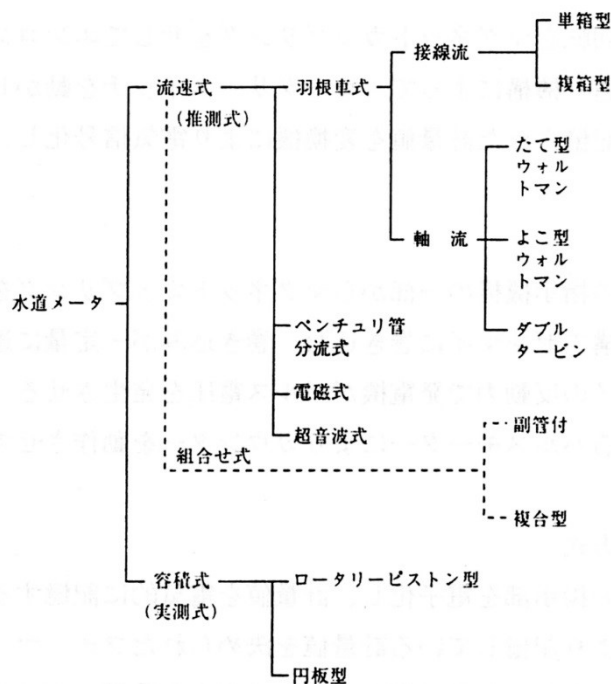 単箱型
接線流
複箱型
流速式
羽根車式
(推測式)
たて型
ウォル
トマン
軸流
よこ型
ウォル
トマン
水道メータ
ダブル
タービン
ベンチュリ管
分流式
電磁式
副管付
超音波式
組合せ式
複合型
容積式
ロータリーピストン型
(実測式)
円板型